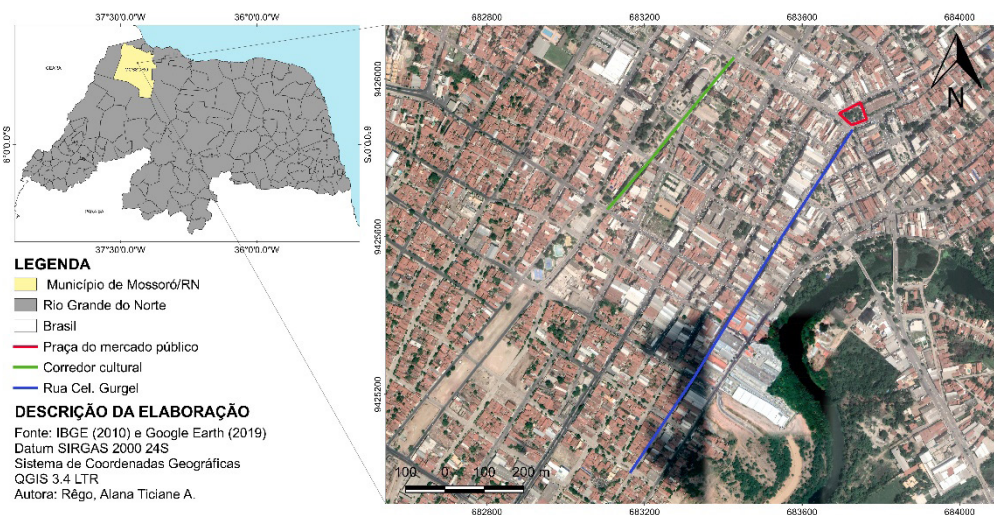 37°30'0.0"W
36°0'0.0"W
CEARÁ
MOSSORÓ
PARAÍBA
6°0'0.0"S
6°0'0.0"S
37°30'0.0"W
36°0'0.0"W
LEGENDA
Município de Mossoró/RN
Rio Grande do Norte
Brasil
Praça do mercado público
Corredor cultural
Rua Cel. Gurgel
DESCRIÇÃO DA ELABORAÇÃO
Fonte: IBGE (2010) e Google Earth (2019)
Datum SIRGAS 2000 24S
Sistema de Coordenadas Geográficas
QGIS 3.4 LTR
Autora: Rêgo, Alana Ticiane A.
682800
683200
683600
684000
9426000
9425600
9425200
N
100 0 100 200 m
682800
683200
683600
684000